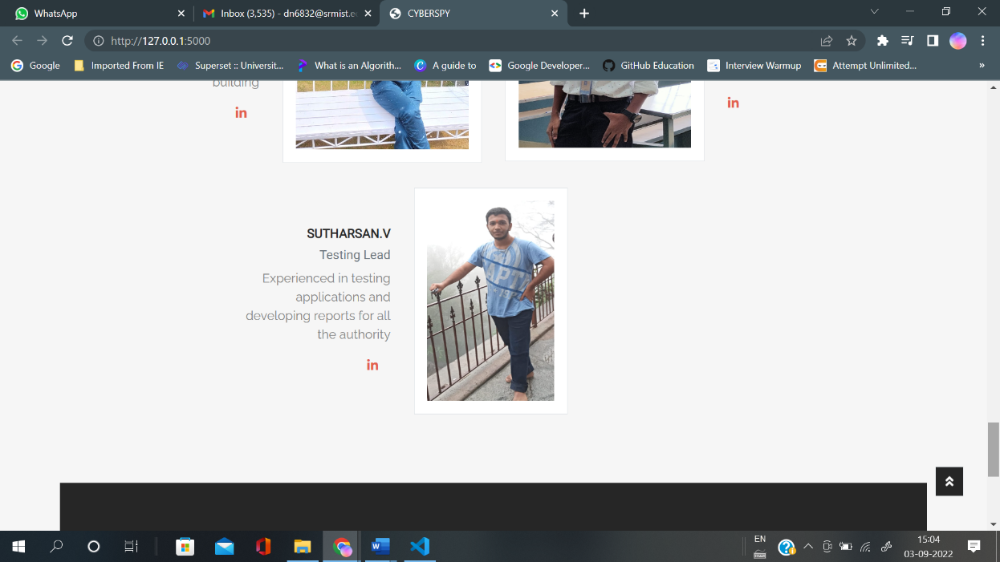 WhatsApp
Inbox (3,535) - dn6832@srmist.ec
CYBERSPY
http://127.0.0.1:5000
Google
Imported From IE
Superset :: Universit...
What is an Algorith...
A guide to
Google Developer...
GitHub Education
Interview Warmup
Attempt Unlimited...
»
building
in
in
SUTHARSAN.V
Testing Lead
Experienced in testing
applications and
developing reports for all
the authority
in
EN
15:04
03-09-2022